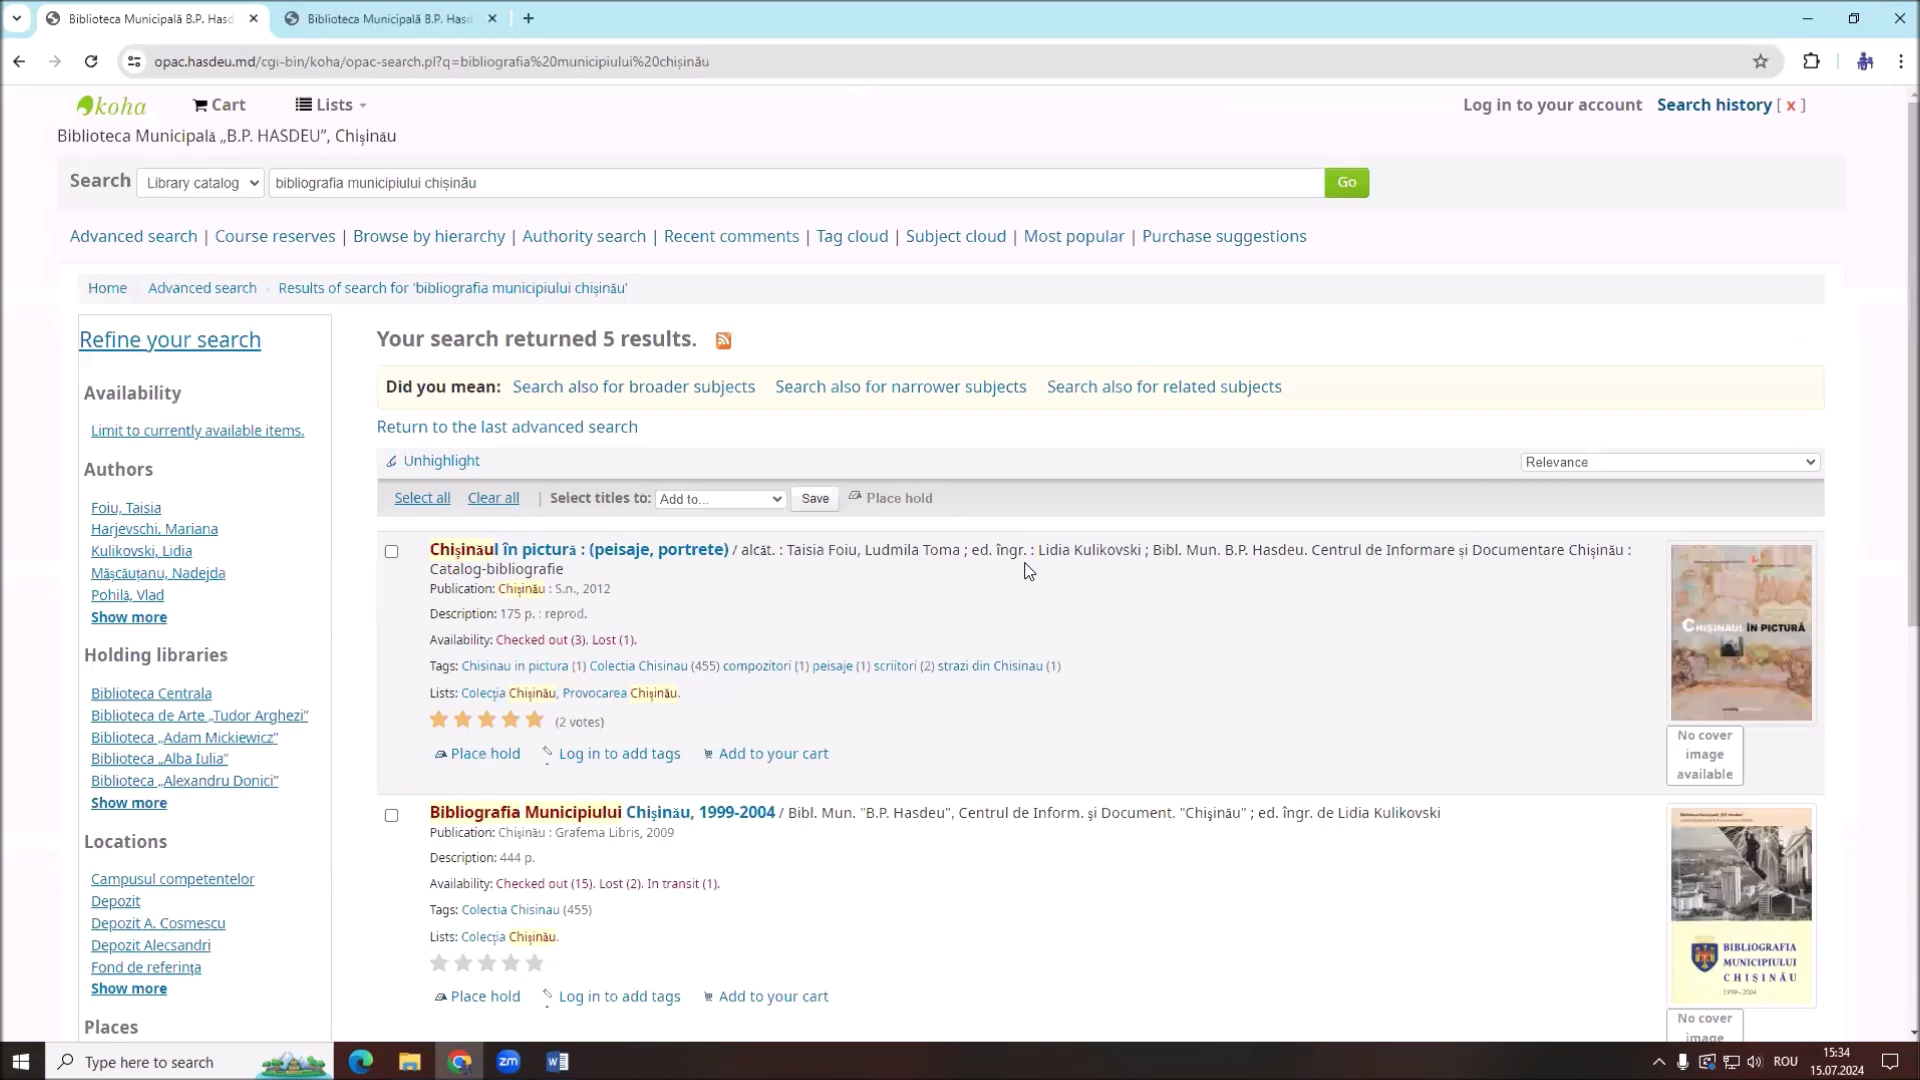 Biblioteca Municipală B.P. Hasd
Biblioteca Municipală B.P. Hasd
opac.hasdeu.md/cgi-bin/koha/opac-search.pl?q=bibliografia%20municipiului%20chișinău
koha
Cart
Lists
Log in to your account
Search history [ x ]
Biblioteca Municipală „B.P. HASDEU”, Chișinău
Search
Library catalog
bibliografia municipiului chișinău
Go
Advanced search | Course reserves | Browse by hierarchy | Authority search | Recent comments | Tag cloud | Subject cloud | Most popular | Purchase suggestions
Home
Advanced search › Results of search for 'bibliografia municipiului chișinău'
Refine your search
Availability
Limit to currently available items.
Authors
Foiu, Taisia
Harjevschi, Mariana
Kulikovski, Lidia
Mâșcăuțanu, Nadejda
Pohilă, Vlad
Show more
Holding libraries
Biblioteca Centrala
Biblioteca de Arte „Tudor Arghezi”
Biblioteca „Adam Mickiewicz”
Biblioteca „Alba Iulia”
Biblioteca „Alexandru Donici”
Show more
Locations
Campusul competentelor
Depozit
Depozit A. Cosmescu
Depozit Alecsandri
Fond de referința
Show more
Places
Your search returned 5 results.
Did you mean: Search also for broader subjects Search also for narrower subjects Search also for related subjects
Return to the last advanced search
Unhighlight
Relevance
Select all Clear all | Select titles to: Add to... Save Place hold
Chișinăul în pictură : (peisaje, portrete) / alcăt. : Taisia Foiu, Ludmila Toma ; ed. îngr. : Lidia Kulikovski ; Bibl. Mun. B.P. Hasdeu. Centrul de Informare și Documentare Chișinău :
Catalog-bibliografie
Publication: Chișinău : S.n., 2012
Description: 175 p. : reprod.
Availability: Checked out (3). Lost (1).
Tags: Chisinau in pictura (1) Colectia Chisinau (455) compozitori (1) peisaje (1) scriitori (2) strazi din Chisinau (1)
Lists: Colecția Chișinău, Provocarea Chișinău.
(2 votes)
Place hold Log in to add tags Add to your cart
CHIȘINĂUL ÎN PICTURĂ
No cover
image
available
Bibliografia Municipiului Chișinău, 1999-2004 / Bibl. Mun. "B.P. Hasdeu", Centrul de Inform. şi Document. "Chişinău" ; ed. îngr. de Lidia Kulikovski
Publication: Chişinău : Grafema Libris, 2009
Description: 444 p.
Availability: Checked out (15). Lost (2). In transit (1).
Tags: Colectia Chisinau (455)
Lists: Colecția Chișinău.
Place hold Log in to add tags Add to your cart
BIBLIOGRAFIA
MUNICIPIULUI
CHIȘINĂU
1999-2004
No cover
image
Type here to search
zm
ROU
15:34
15.07.2024